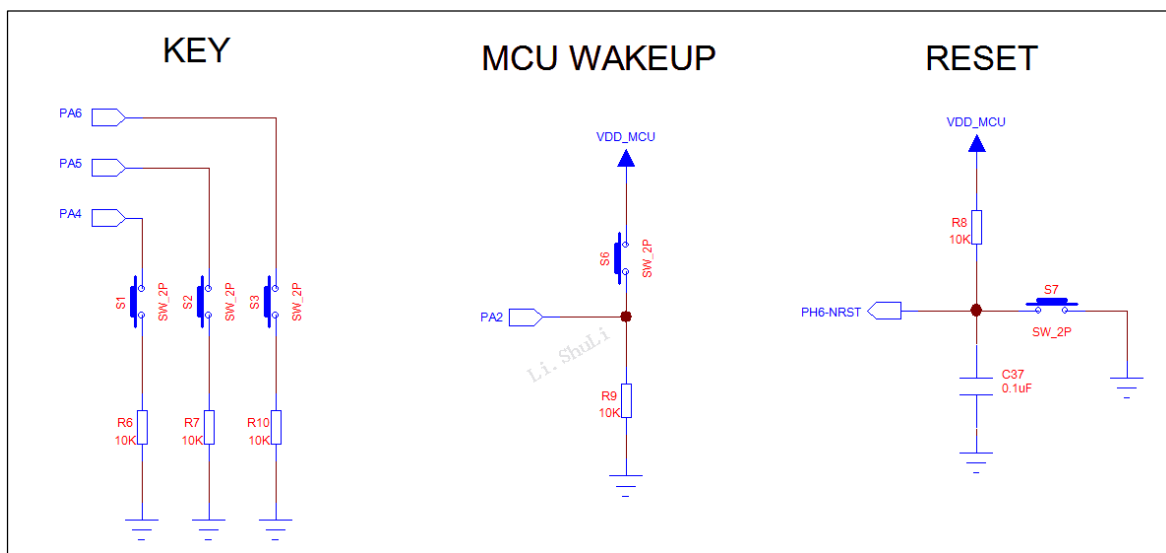 KEY
MCU WAKEUP
RESET
PA6
PA5
PA4
S1
SW_2P
S2
SW_2P
S3
SW_2P
R6
10K
R7
10K
R10
10K
VDD_MCU
S6
SW_2P
PA2
Li.ShuLi
R9
10K
VDD_MCU
R8
10K
S7
SW_2P
PH6-NRST
C37
0.1uF